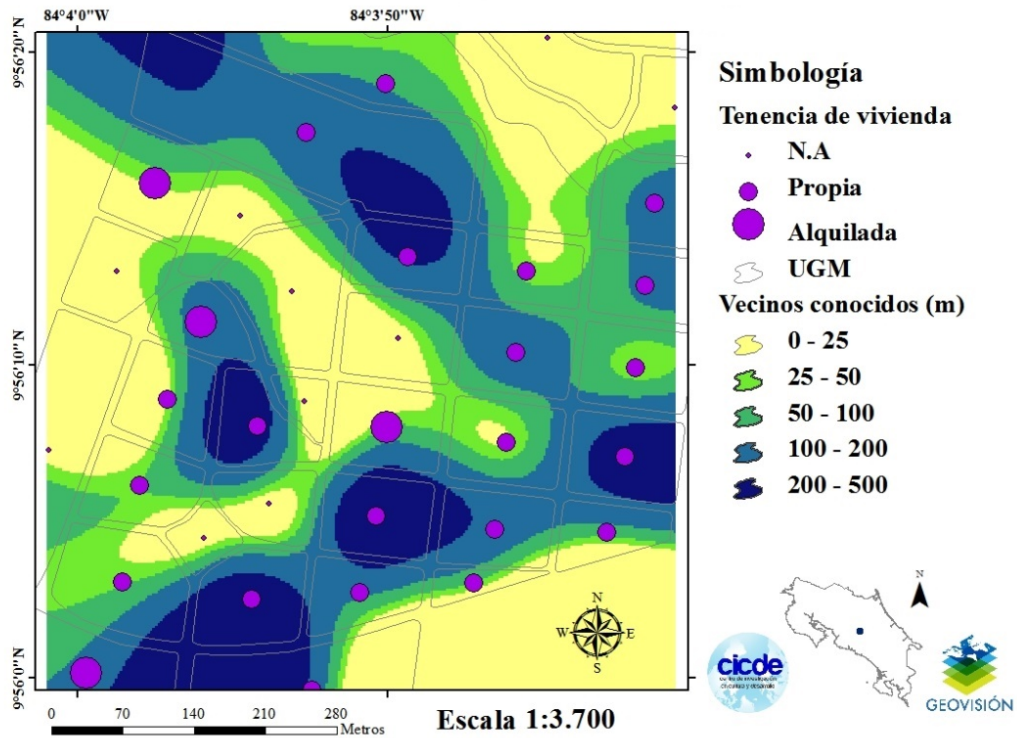 84°4'0"W
84°3'50"W
9°56'20"N
9°56'10"N
9°56'0"N
Simbología
Tenencia de vivienda
N.A
Propia
Alquilada
UGM
Vecinos conocidos (m)
0 - 25
25 - 50
50 - 100
100 - 200
200 - 500
N
W E
S
N
cicde
GEOVISIÓN
0 70 140 210 280
Metros
Escala 1:3.700